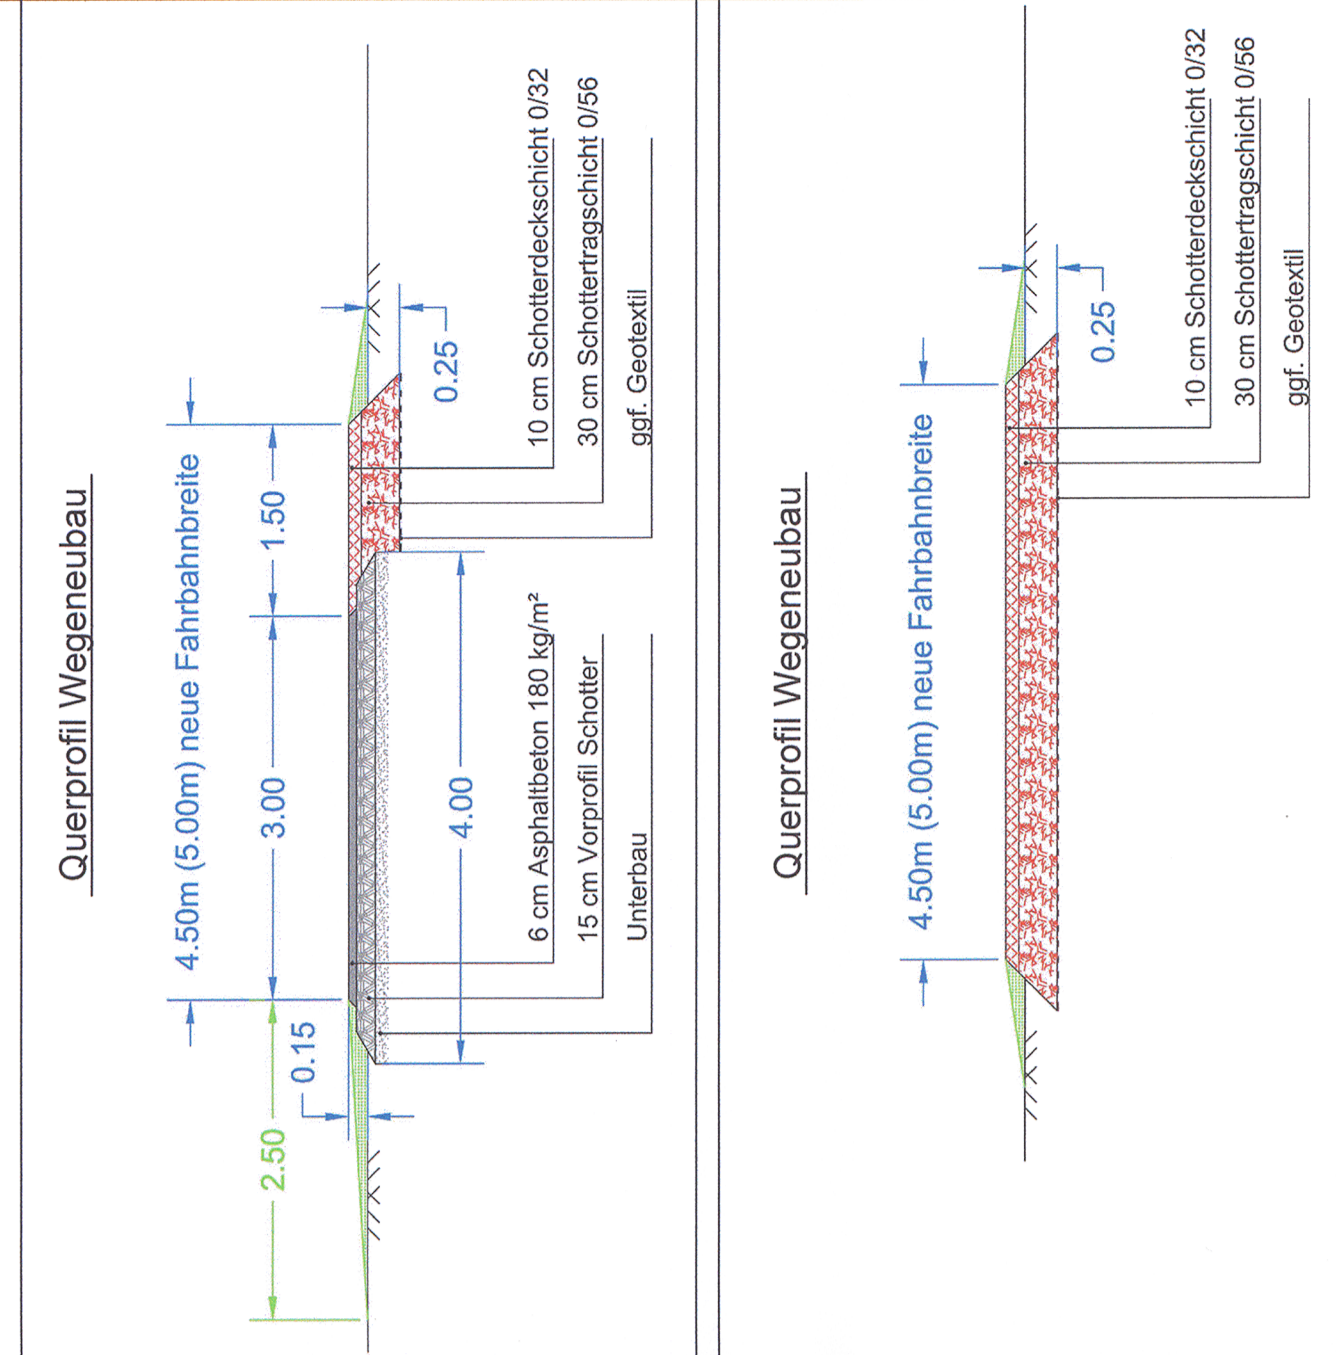 Querprofil Wegeneubau
4.50m (5.00m) neue Fahrbahnbreite
2.50
3.00
1.50
0.15
0.25
4.00
6 cm Asphaltbeton 180 kg/m²
15 cm Vorprofil Schotter
Unterbau
10 cm Schotterdeckschicht 0/32
30 cm Schottertragschicht 0/56
ggf. Geotextil
Querprofil Wegeneubau
4.50m (5.00m) neue Fahrbahnbreite
0.25
10 cm Schotterdeckschicht 0/32
30 cm Schottertragschicht 0/56
ggf. Geotextil